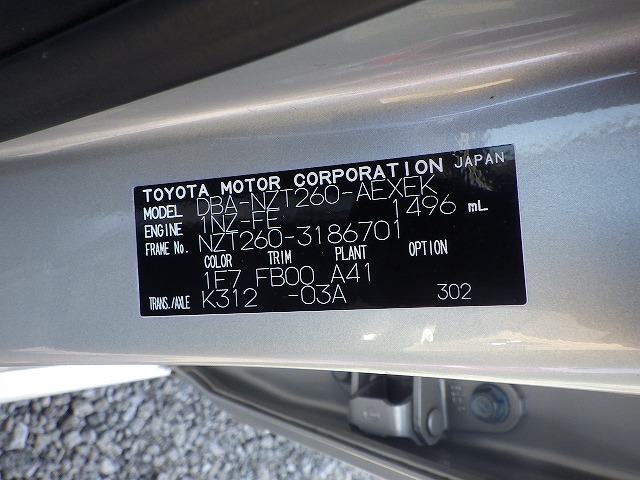 TOYOTA MOTOR CORPORATION JAPAN
MODEL DBA-NZT260-AEXEK
ENGINE 1NZ-FE 1496 mL
FRAME No. NZT260-3186701
COLOR TRIM PLANT OPTION
1F7 FB00 A41
TRANS./AXLE K312 -03A 302